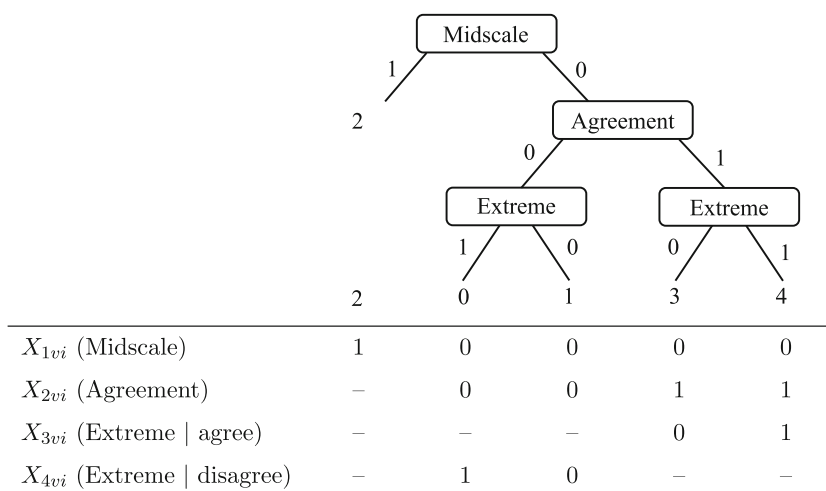 Midscale
1 0
2 Agreement
0 1
Extreme Extreme
1 0 0 1
2 0 1 3 4
X1vi (Midscale) 1 0 0 0 0
X2vi (Agreement) – 0 0 1 1
X3vi (Extreme | agree) – – – 0 1
X4vi (Extreme | disagree) – 1 0 – –